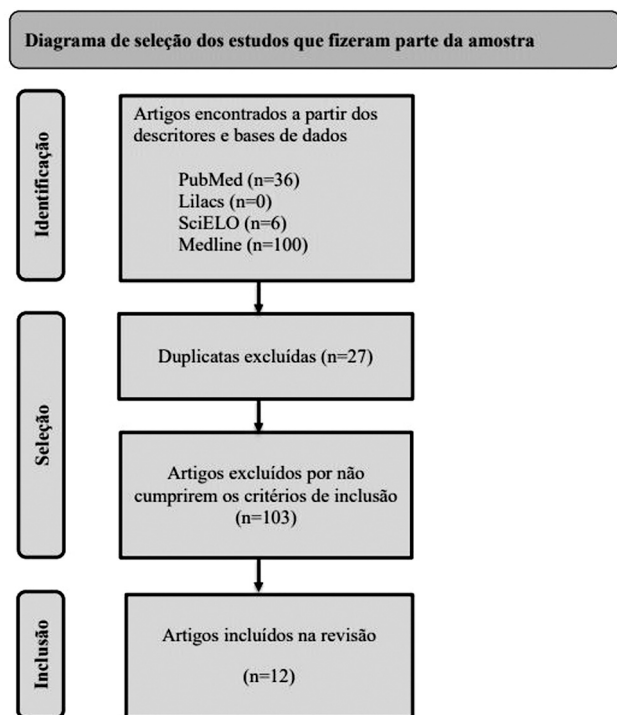 Diagrama de seleção dos estudos que fizeram parte da amostra
Identificação
Artigos encontrados a partir dos
descritores e bases de dados
PubMed (n=36)
Lilacs (n=0)
SciELO (n=6)
Medline (n=100)
Seleção
Duplicatas excluídas (n=27)
Artigos excluídos por não
cumprirem os critérios de inclusão
(n=103)
Inclusão
Artigos incluídos na revisão
(n=12)